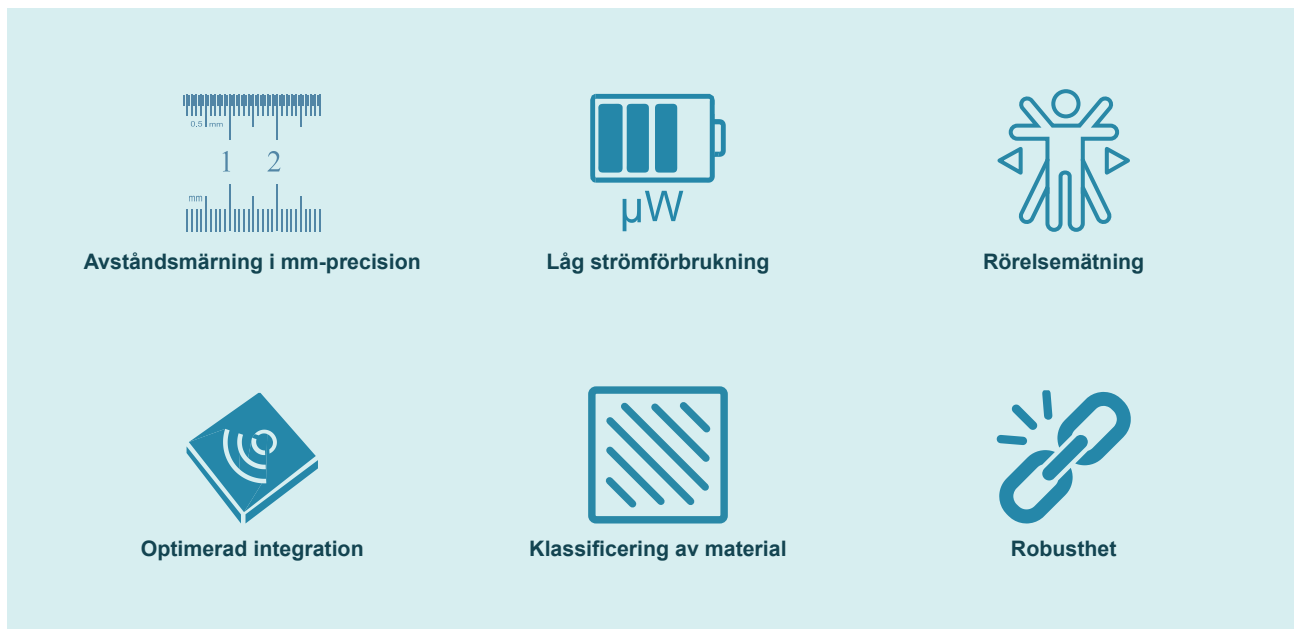 0,5 mm
1 2
mm
µW
Avståndsmärning i mm-precision
Låg strömförbrukning
Rörelsemätning
Optimerad integration
Klassificering av material
Robusthet